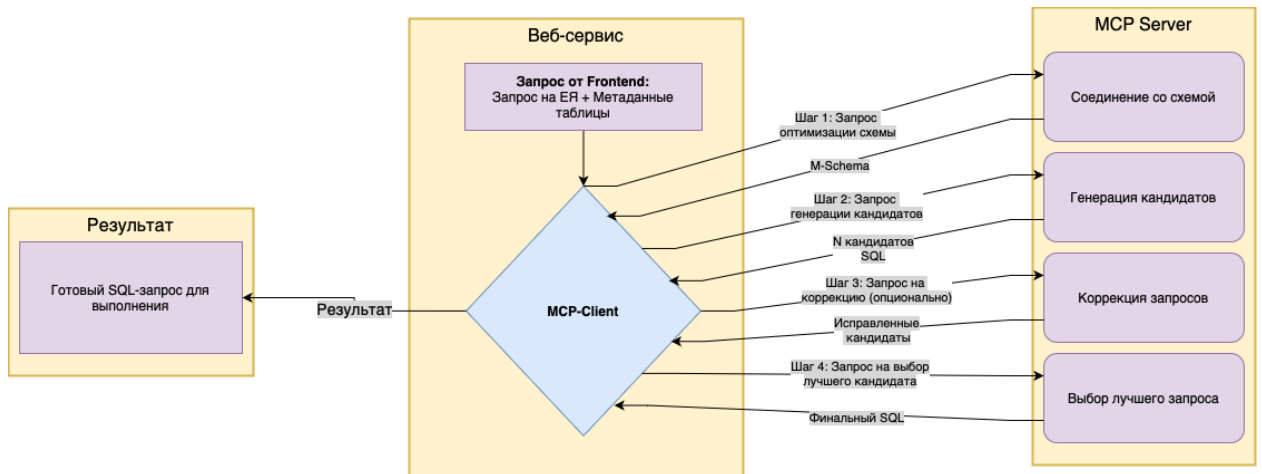 Веб-сервис
MCP Server
Запрос от Frontend:
Запрос на ЕЯ + Метаданные
таблицы
Соединение со схемой
Шаг 1: Запрос
оптимизации схемы
M-Schema
Генерация кандидатов
Шаг 2: Запрос
генерации кандидатов
Результат
N кандидатов
SQL
Готовый SQL-запрос для
выполнения
Шаг 3: Запрос на
коррекцию (опционально)
Коррекция запросов
Результат
MCP-Client
Исправленные
кандидаты
Шаг 4: Запрос на выбор
лучшего кандидата
Выбор лучшего запроса
Финальный SQL